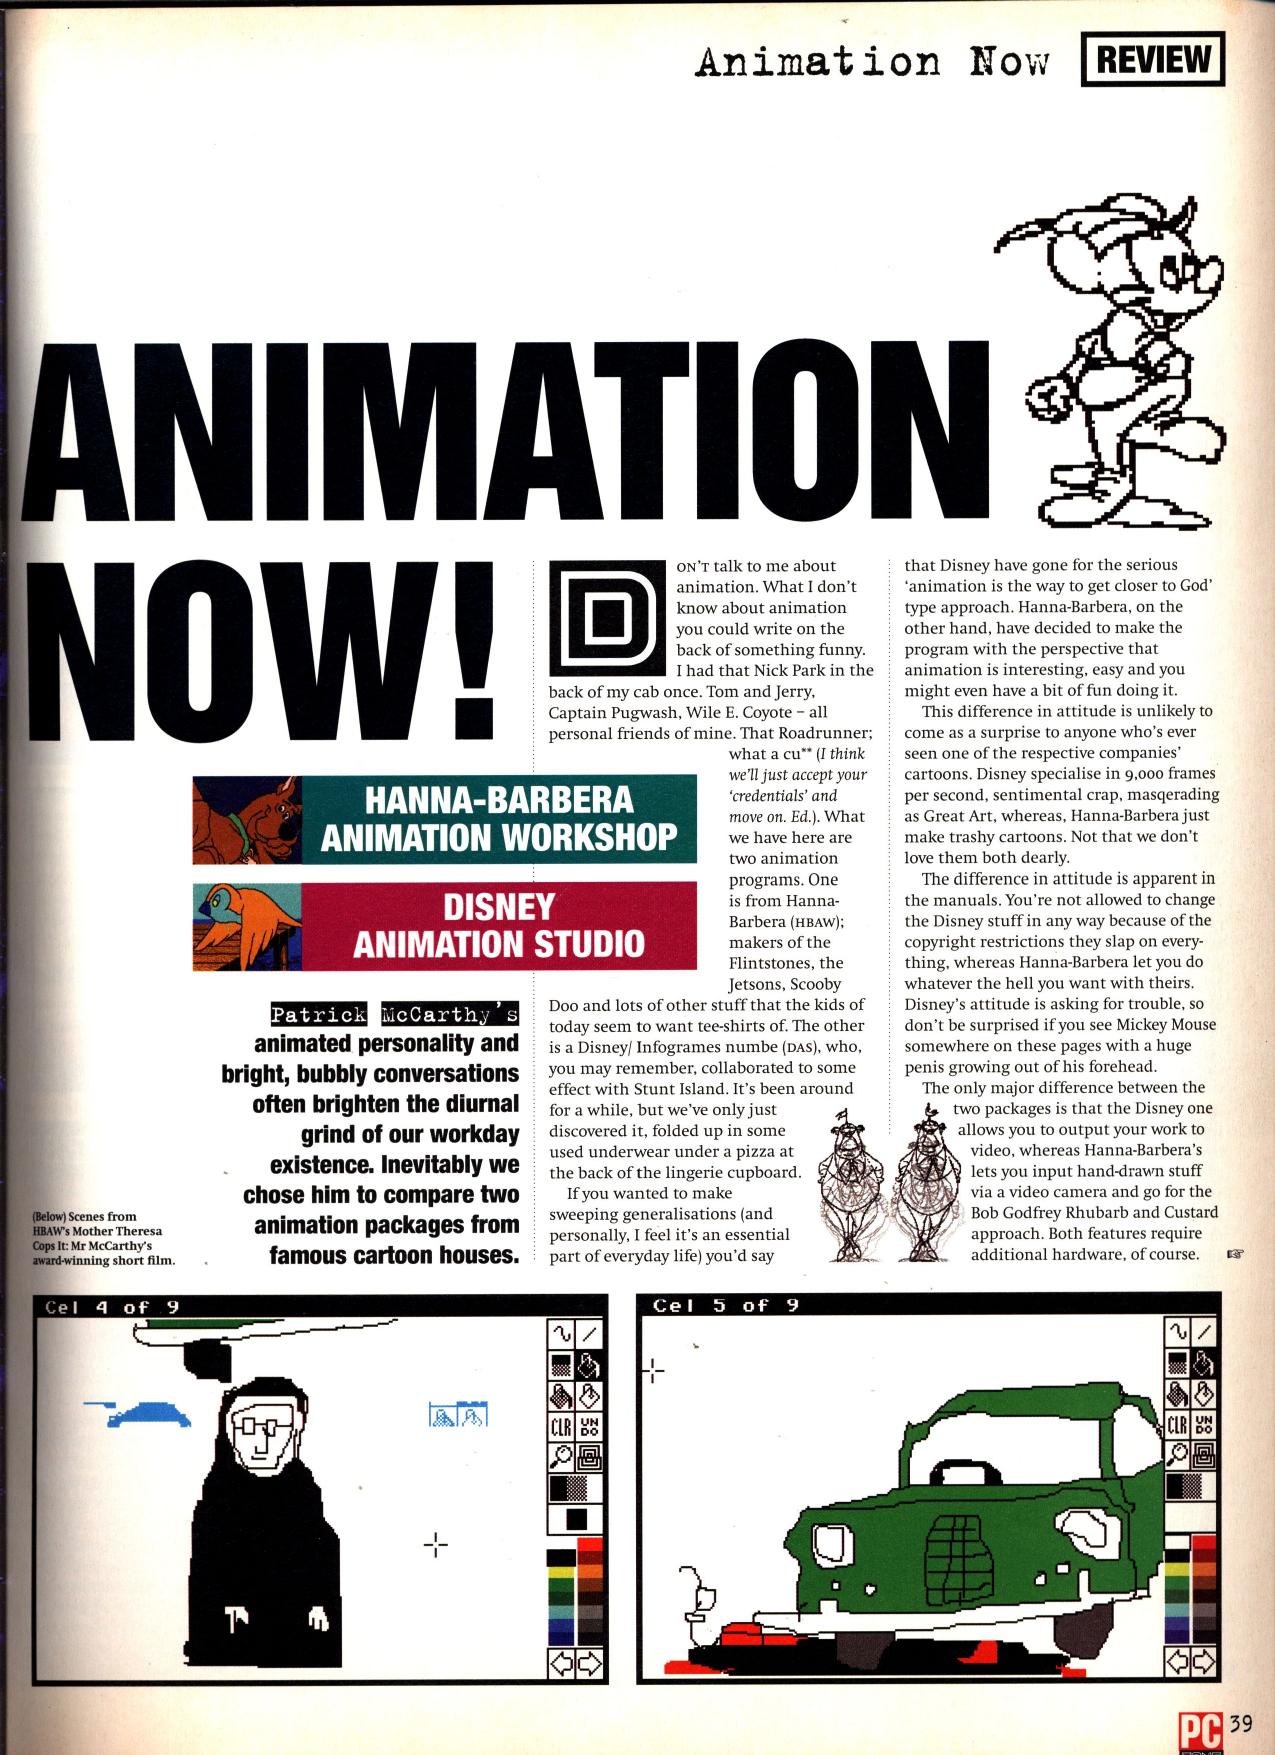 Animation Now REVIEW
ANIMATION
NOW!
HANNA-BARBERA
ANIMATION WORKSHOP
DISNEY
ANIMATION STUDIO
Patrick McCarthy's
animated personality and
bright, bubbly conversations
often brighten the diurnal
grind of our workday
existence. Inevitably we
chose him to compare two
animation packages from
famous cartoon houses.
(Below) Scenes from
HBAW's Mother Theresa
Cops It: Mr McCarthy's
award-winning short film.
DON'T talk to me about
animation. What I don't
know about animation
you could write on the
back of something funny.
I had that Nick Park in the
back of my cab once. Tom and Jerry,
Captain Pugwash, Wile E. Coyote – all
personal friends of mine. That Roadrunner;
what a cu** (I think
we'll just accept your
'credentials' and
move on. Ed.). What
we have here are
two animation
programs. One
is from Hanna-
Barbera (HBAW);
makers of the
Flintstones, the
Jetsons, Scooby
Doo and lots of other stuff that the kids of
today seem to want tee-shirts of. The other
is a Disney/ Infogrames numbe (DAS), who,
you may remember, collaborated to some
effect with Stunt Island. It's been around
for a while, but we've only just
discovered it, folded up in some
used underwear under a pizza at
the back of the lingerie cupboard.
If you wanted to make
sweeping generalisations (and
personally, I feel it's an essential
part of everyday life) you'd say
that Disney have gone for the serious
'animation is the way to get closer to God'
type approach. Hanna-Barbera, on the
other hand, have decided to make the
program with the perspective that
animation is interesting, easy and you
might even have a bit of fun doing it.
This difference in attitude is unlikely to
come as a surprise to anyone who's ever
seen one of the respective companies'
cartoons. Disney specialise in 9,000 frames
per second, sentimental crap, masqerading
as Great Art, whereas, Hanna-Barbera just
make trashy cartoons. Not that we don't
love them both dearly.
The difference in attitude is apparent in
the manuals. You're not allowed to change
the Disney stuff in any way because of the
copyright restrictions they slap on every-
thing, whereas Hanna-Barbera let you do
whatever the hell you want with theirs.
Disney's attitude is asking for trouble, so
don't be surprised if you see Mickey Mouse
somewhere on these pages with a huge
penis growing out of his forehead.
The only major difference between the
two packages is that the Disney one
allows you to output your work to
video, whereas Hanna-Barbera's
lets you input hand-drawn stuff
via a video camera and go for the
Bob Godfrey Rhubarb and Custard
approach. Both features require
additional hardware, of course.
Cel 4 of 9
CLR UNDO
Cel 5 of 9
CLR UNDO
PC 39